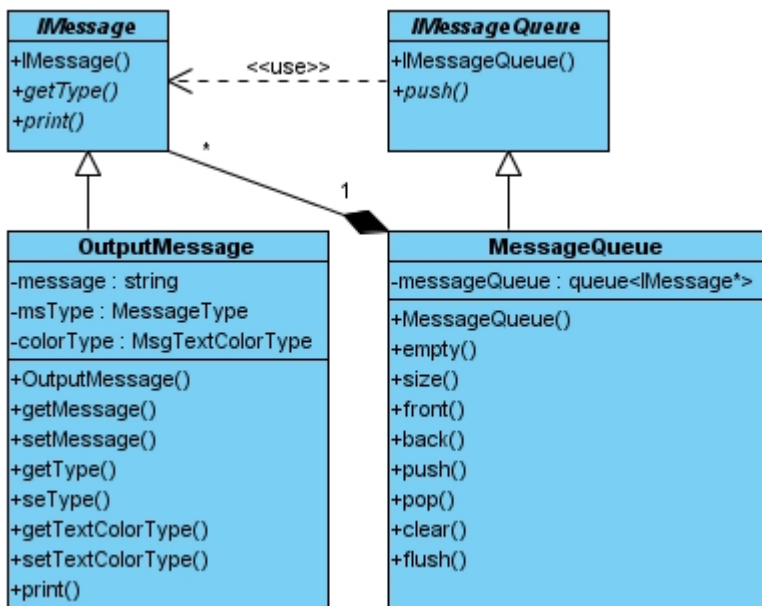 IMessage
+IMessage()
+getType()
+print()
<<use>>
IMessageQueue
+IMessageQueue()
+push()
*
1
OutputMessage
-message : string
-msType : MessageType
-colorType : MsgTextColorType
+OutputMessage()
+getMessage()
+setMessage()
+getType()
+seType()
+getTextColorType()
+setTextColorType()
+print()
MessageQueue
-messageQueue : queue<IMessage*>
+MessageQueue()
+empty()
+size()
+front()
+back()
+push()
+pop()
+clear()
+flush()